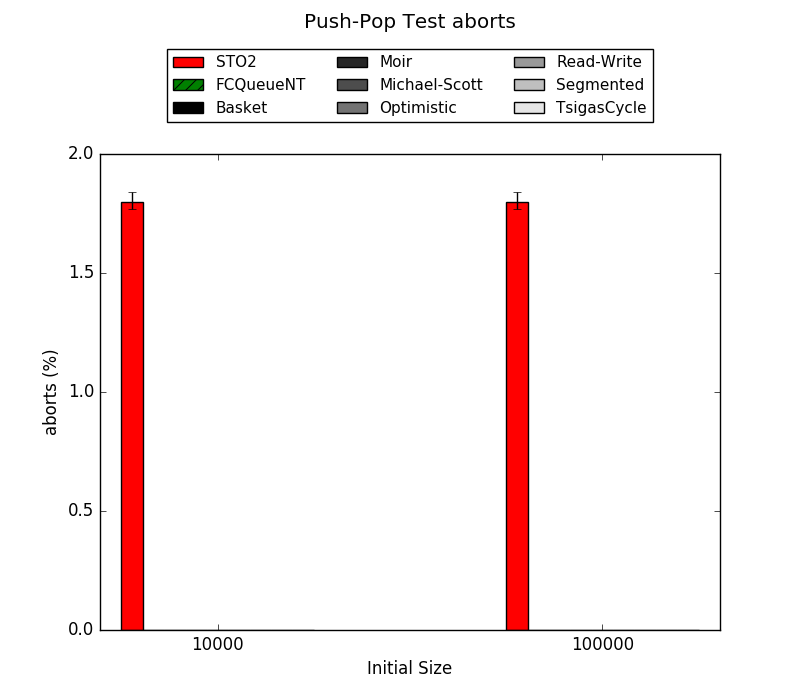 Push-Pop Test aborts
STO2 Moir Read-Write
FCQueueNT Michael-Scott Segmented
Basket Optimistic TsigasCycle
2.0
1.5
1.0
0.5
0.0
aborts (%)
10000 100000
Initial Size